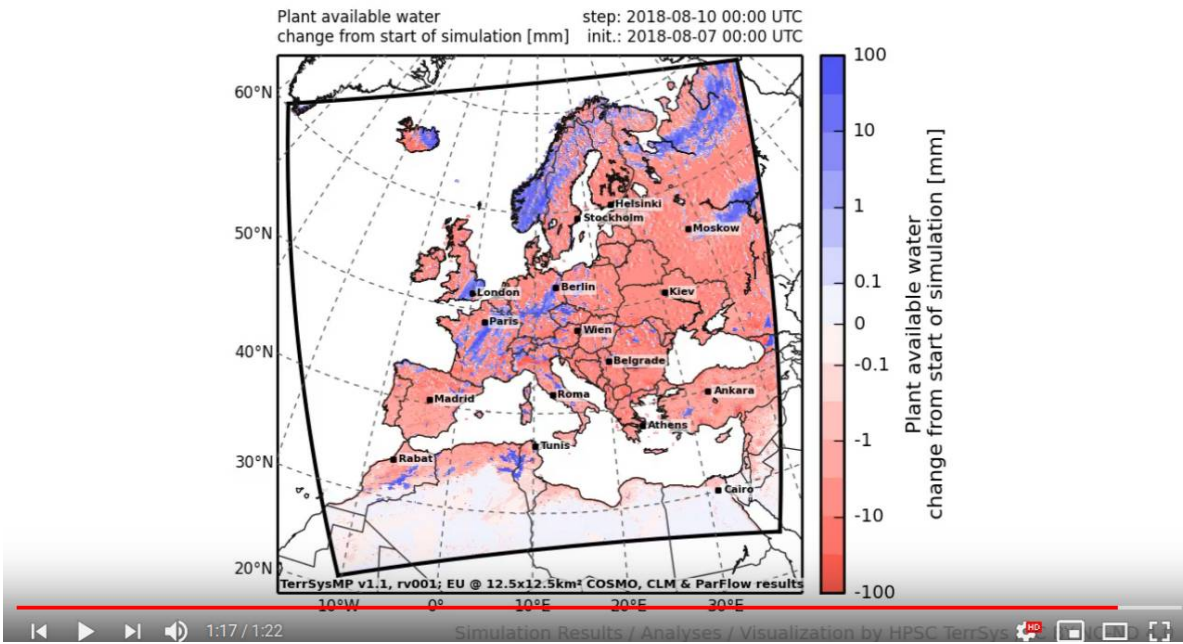 Plant available water
step: 2018-08-10 00:00 UTC
change from start of simulation [mm]
init.: 2018-08-07 00:00 UTC
100
10
1
0.1
0
-0.1
-1
-10
-100
Plant available water
change from start of simulation [mm]
60°N
50°N
40°N
30°N
20°N
Helsinki
Stockholm
Moskow
London
Berlin
Kiev
Paris
Wien
Belgrade
Madrid
Roma
Ankara
Athens
Tunis
Rabat
Cairo
TerrSysMP v1.1, rv001; EU @ 12.5x12.5km² COSMO, CLM & ParFlow results
10°W
0°
10°E
20°E
30°E
1:17 / 1:22
HD
Simulation Results / Analyses / Visualization by HPSC TerrSys